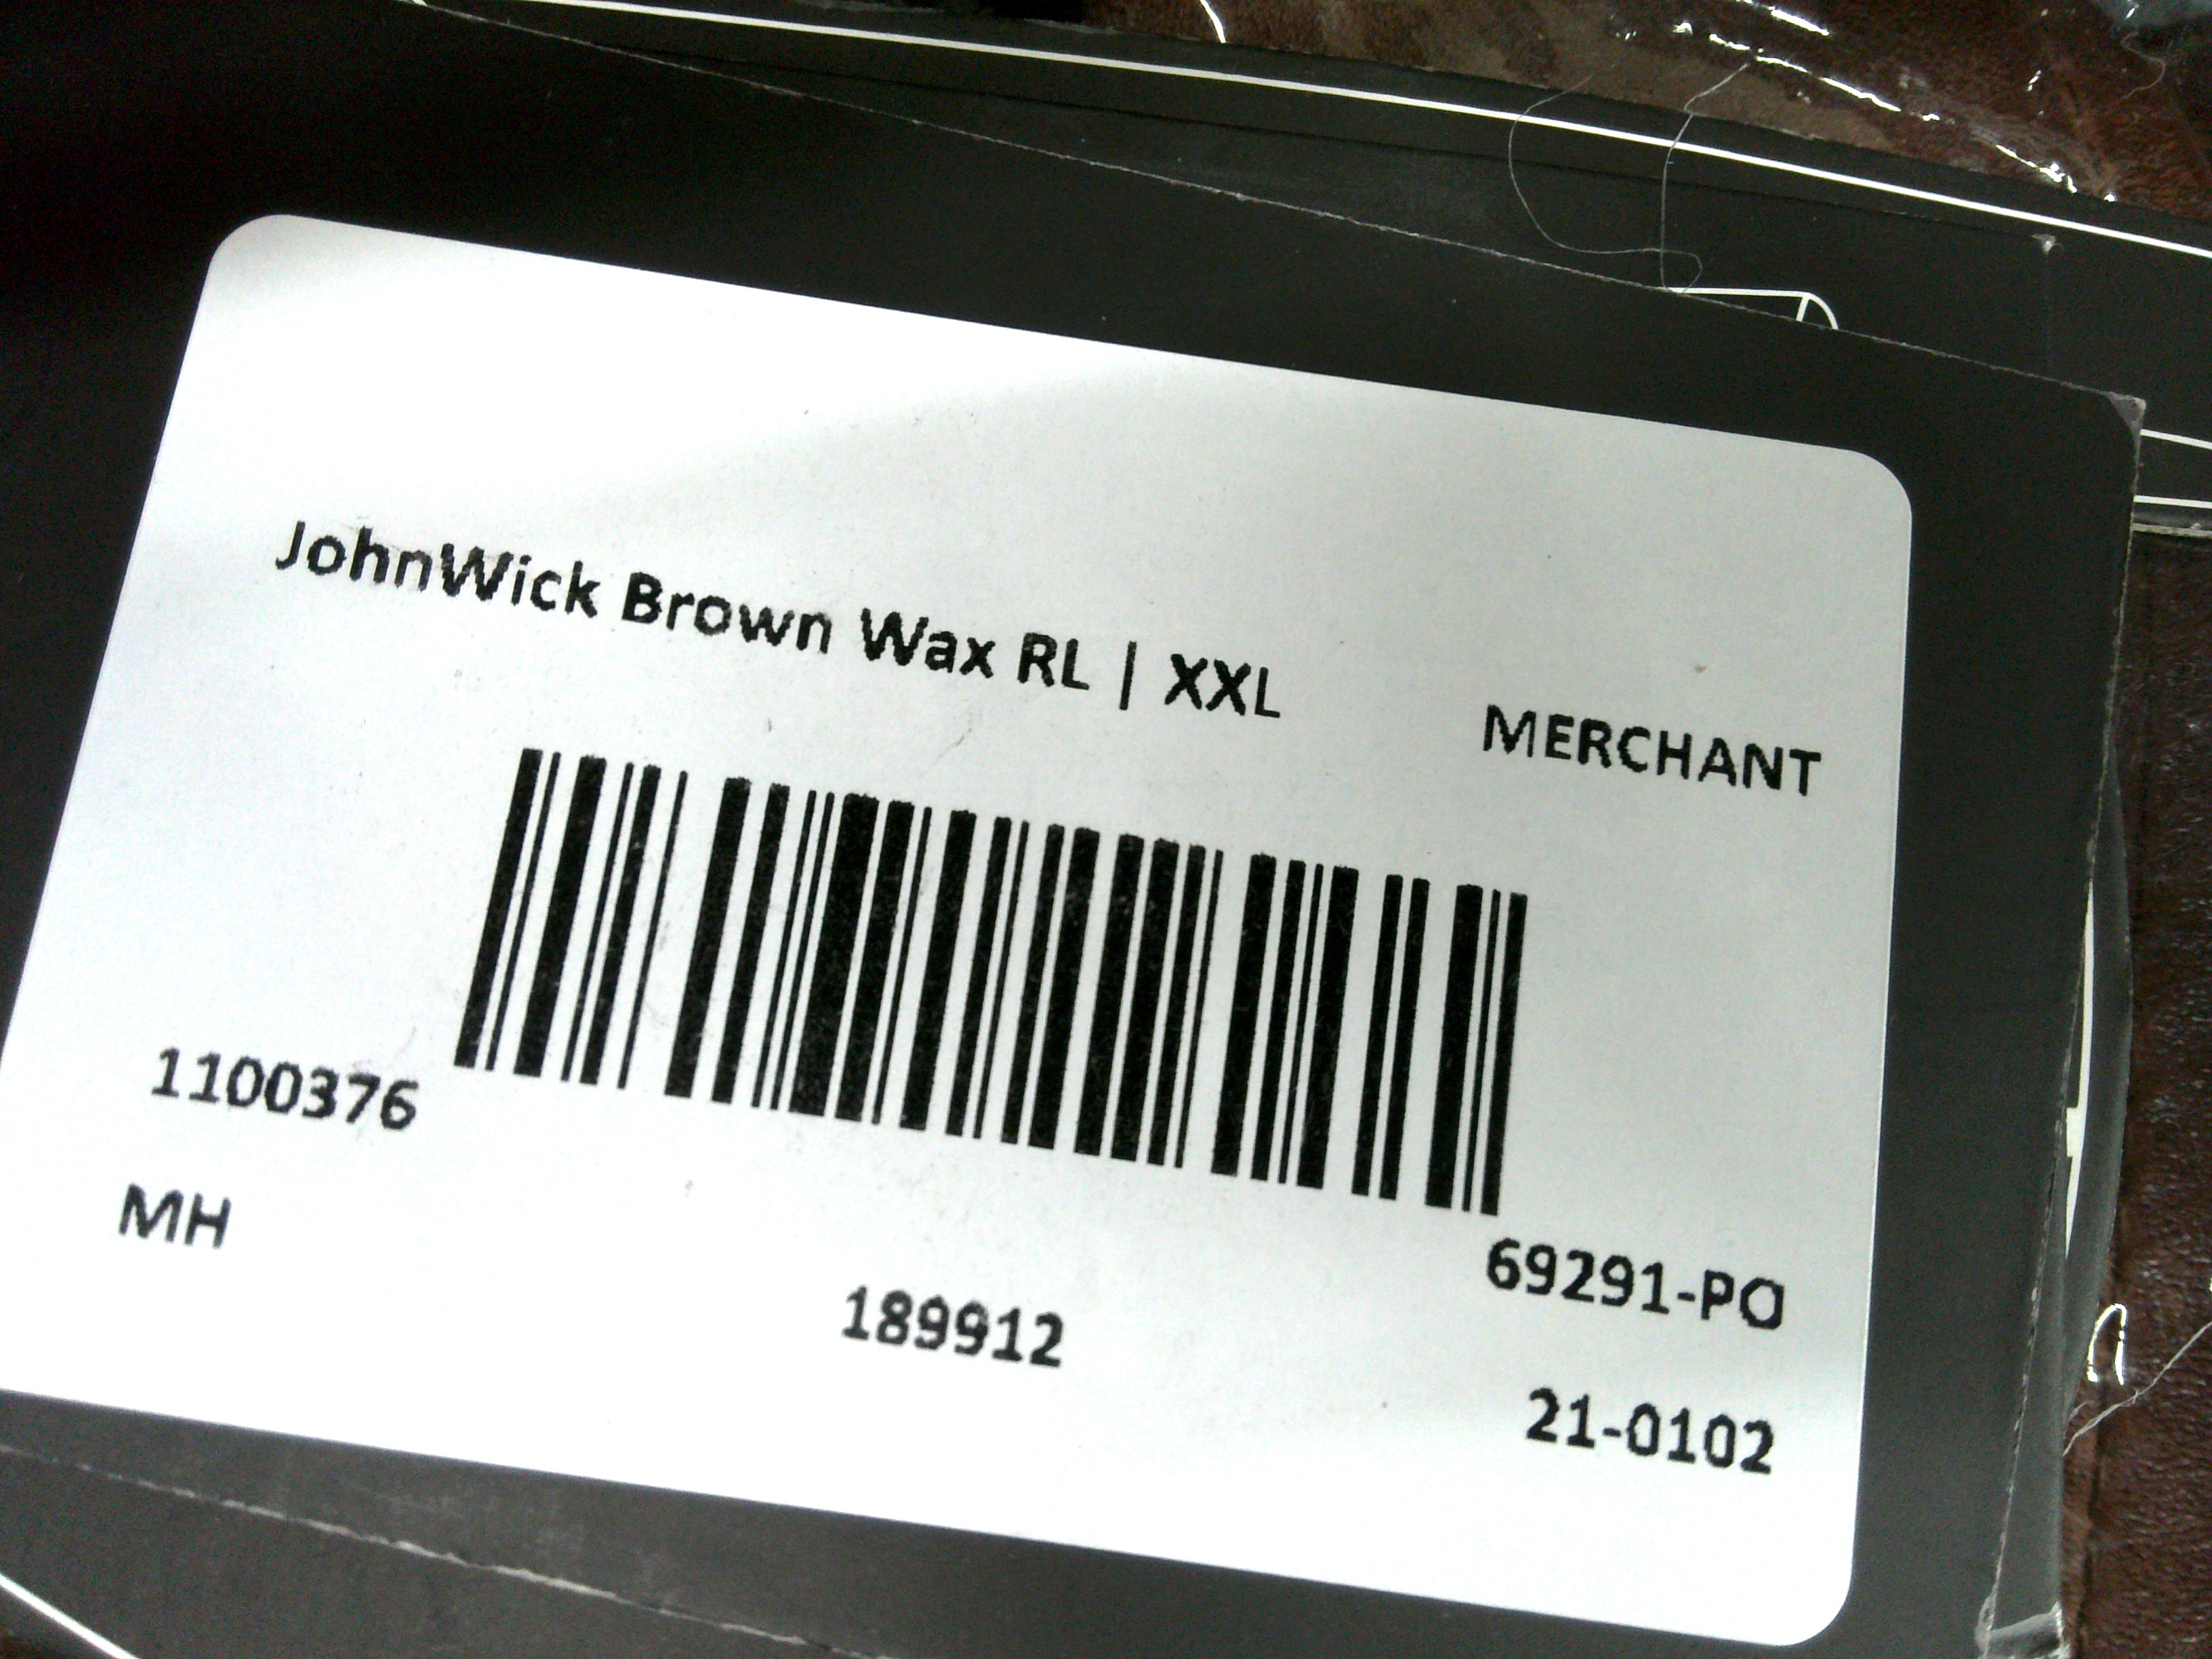 JohnWick Brown Wax RL | XXL
MERCHANT
1100376
69291-PO
MH
189912
21-0102